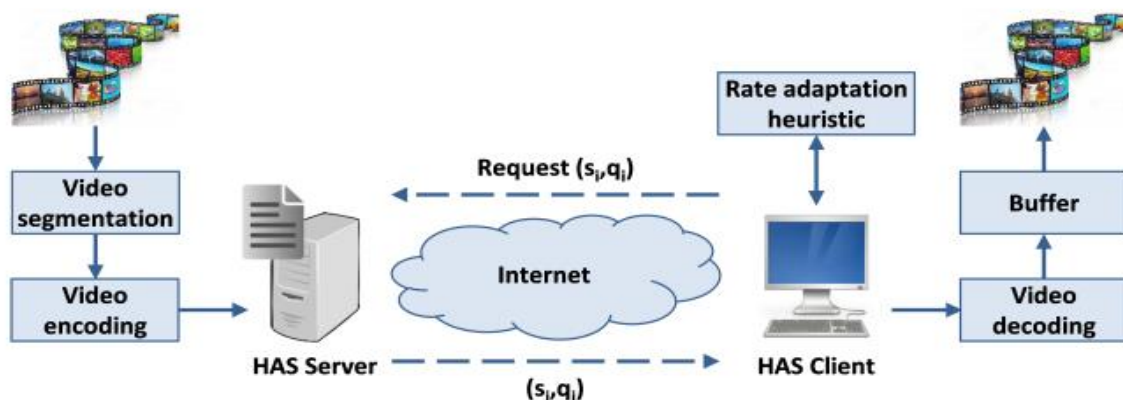 Video
segmentation
Video
encoding
HAS Server
Request (sᵢ,qᵢ)
Internet
(sᵢ,qᵢ)
Rate adaptation
heuristic
HAS Client
Buffer
Video
decoding